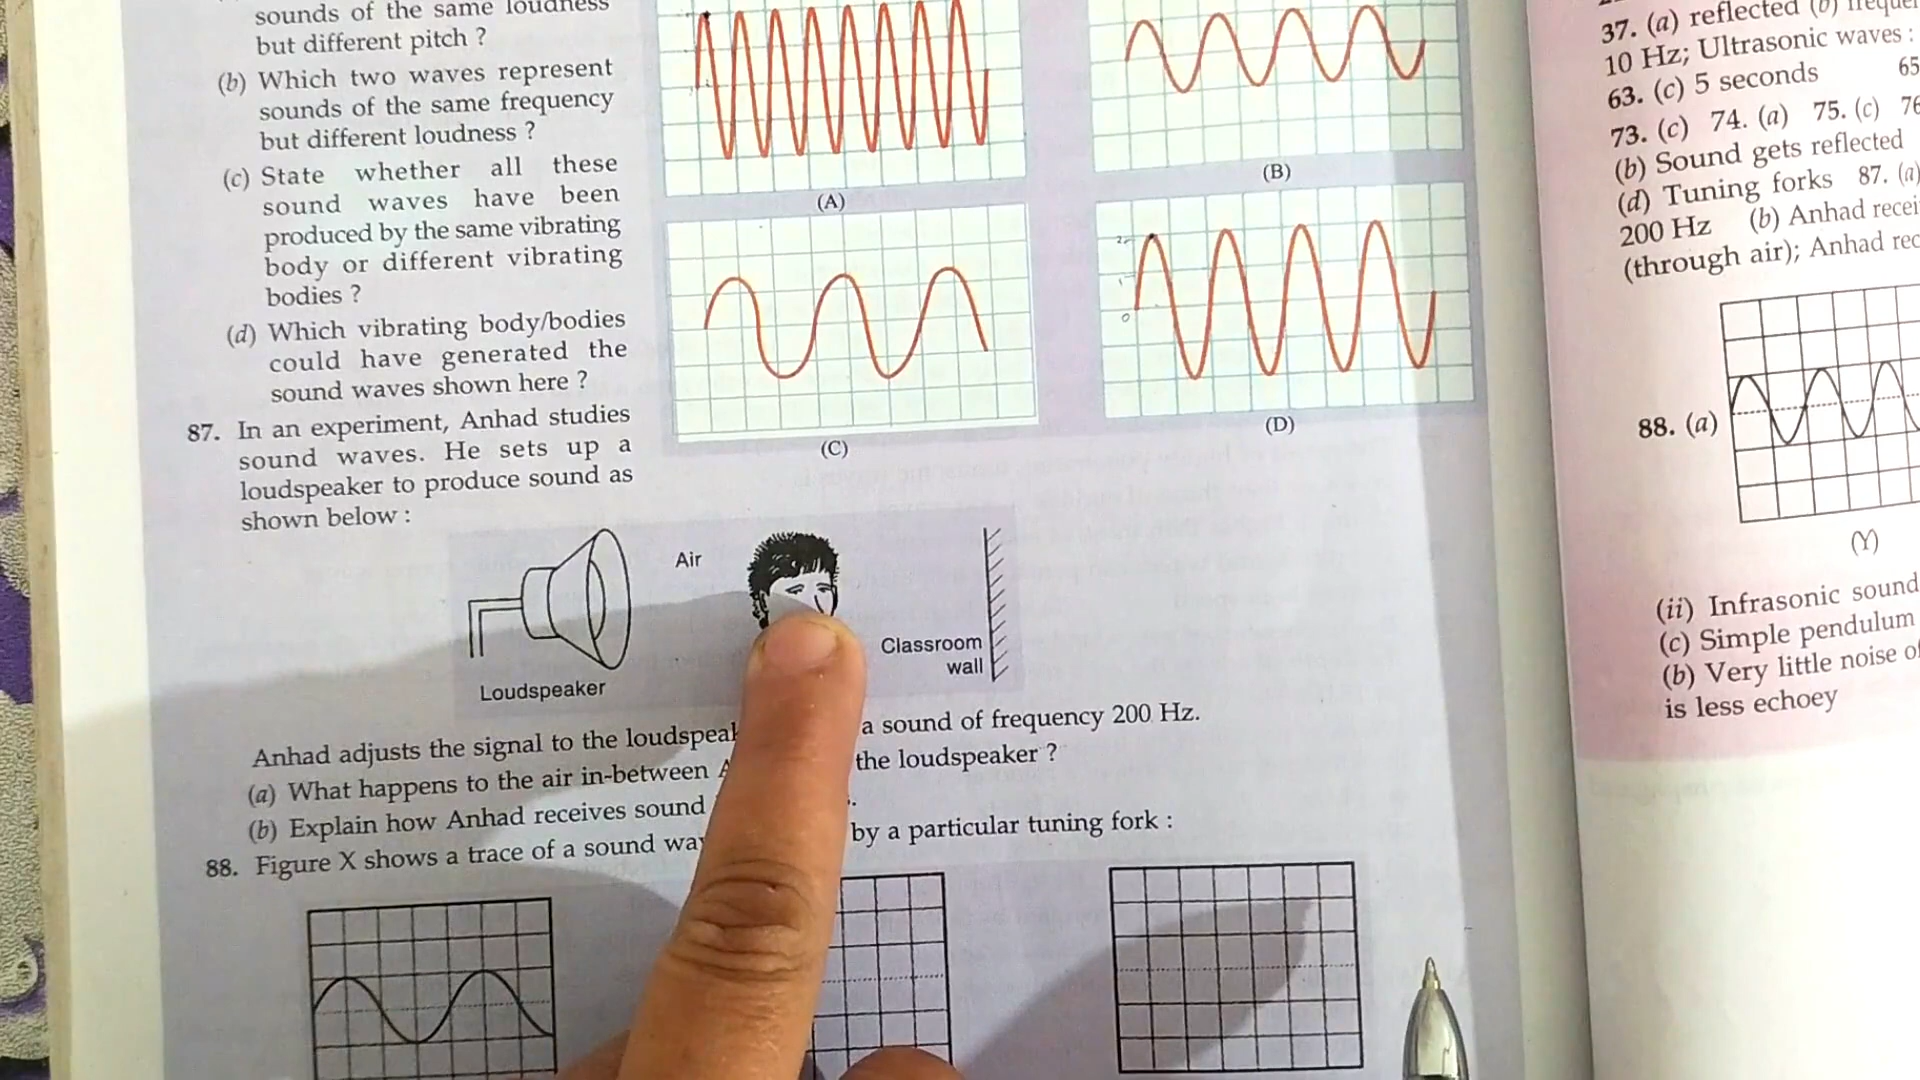 sounds of the same loudness
but different pitch ?
(b) Which two waves represent
sounds of the same frequency
but different loudness ?
(c) State whether all these
sound waves have been
produced by the same vibrating
body or different vibrating
bodies ?
(d) Which vibrating body/bodies
could have generated the
sound waves shown here ?
(A)
(B)
(C)
2
1
0
(D)
87. In an experiment, Anhad studies
sound waves. He sets up a
loudspeaker to produce sound as
shown below :
Air
Loudspeaker
Classroom
wall
Anhad adjusts the signal to the a sound of frequency 200 Hz.
(a) What happens to the air in-between the loudspeaker ?
(b) Explain how Anhad receives sound
88. Figure X shows a trace of a sound by a particular tuning fork :
37. (a) reflected (b)
10 Hz; Ultrasonic waves :
63. (c) 5 seconds 65
73. (c) 74. (a) 75. (c)
(b) Sound gets reflected
(d) Tuning forks 87. (a)
200 Hz (b) Anhad
(through air); Anhad
88. (a)
(Y)
(ii) Infrasonic sound
(c) Simple pendulum
(b) Very little noise
is less echoey